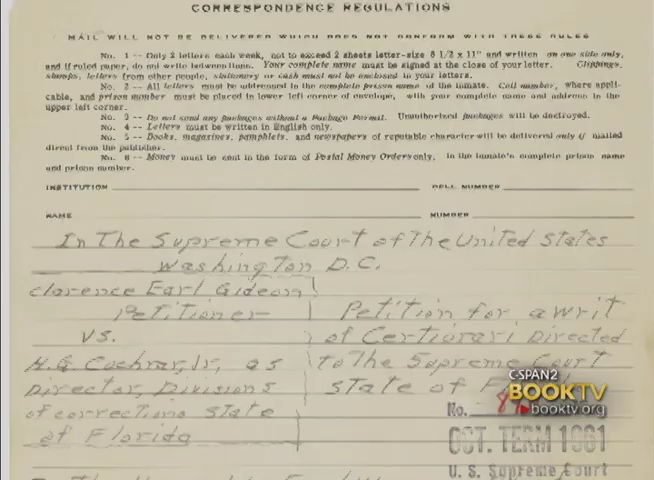 CORRESPONDENCE REGULATIONS
MAIL WILL NOT BE DELIVERED WHICH DOES NOT CONFORM WITH THESE RULES
No. 1 -- Only 2 letters each week, not to exceed 2 sheets letter-size 8 1/2 x 11" and written on one side only,
and if ruled paper, do not write between lines. Your complete name must be signed at the close of your letter. Clippings,
stamps, letters from other people, stationery or cash must not be enclosed in your letters.
No. 2 -- All letters must be addressed in the complete prison name of the inmate. Cell number, where appli-
cable, and prison number must be placed in lower left corner of envelope, with your complete name and address in the
upper left corner.
No. 3 -- Do not send any packages without a Package Permit. Unauthorized packages will be destroyed.
No. 4 -- Letters must be written in English only.
No. 5 -- Books, magazines, pamphlets, and newspapers of reputable character will be delivered only if mailed
direct from the publisher.
No. 6 -- Money must be sent in the form of Postal Money Orders only, in the inmate's complete prison name
and prison number.
INSTITUTION CELL NUMBER
NAME NUMBER
In The Supreme Court of The United States
Washington D.C.
Clarence Earl Gideon
Petitioner
vs.
H.G. Cochran, Jr, as
Director, Divisions
of corrections State
of Florida
Petition for a writ
of Certiorari Directed
to The Supreme Court
State of
CSPAN2
BOOKTV
booktv.org
No.
OCT. TERM 1961
U. S. Supreme Court